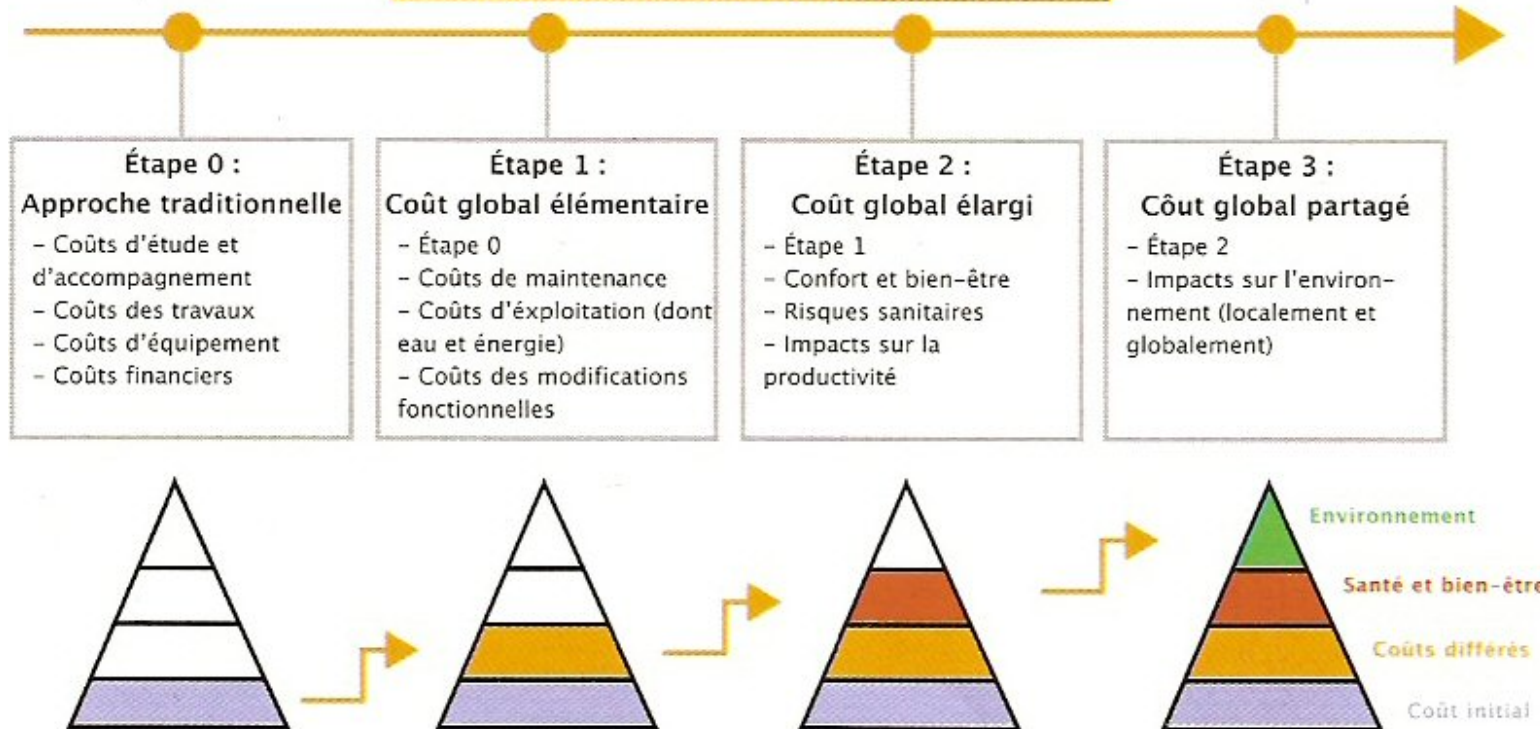 Étape 0 :
Approche traditionnelle
- Coûts d'étude et
d'accompagnement
- Coûts des travaux
- Coûts d'équipement
- Coûts financiers
Étape 1 :
Coût global élémentaire
- Étape 0
- Coûts de maintenance
- Coûts d'éxploitation (dont
eau et énergie)
- Coûts des modifications
fonctionnelles
Étape 2 :
Coût global élargi
- Étape 1
- Confort et bien-être
- Risques sanitaires
- Impacts sur la
productivité
Étape 3 :
Côut global partagé
- Étape 2
- Impacts sur l'environ-
nement (localement et
globalement)
Environnement
Santé et bien-être
Coûts différés
Coût initial